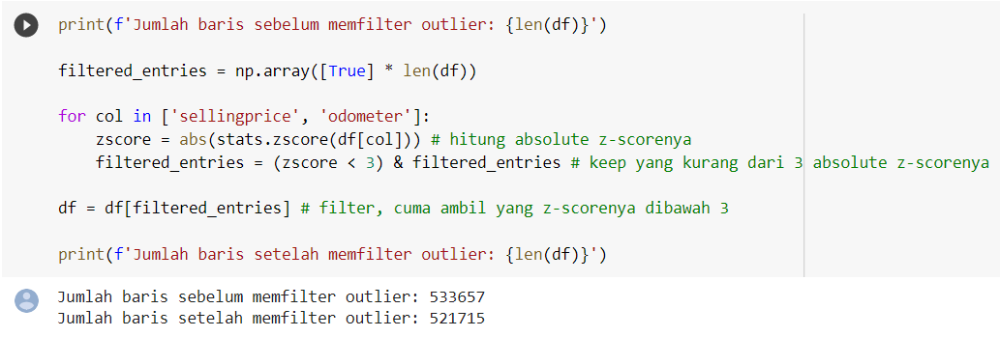 print(f'Jumlah baris sebelum memfilter outlier: {len(df)}')
filtered_entries = np.array([True] * len(df))
for col in ['sellingprice', 'odometer']:
    zscore = abs(stats.zscore(df[col])) # hitung absolute z-scorenya
    filtered_entries = (zscore < 3) & filtered_entries # keep yang kurang dari 3 absolute z-scorenya
df = df[filtered_entries] # filter, cuma ambil yang z-scorenya dibawah 3
print(f'Jumlah baris setelah memfilter outlier: {len(df)}')
Jumlah baris sebelum memfilter outlier: 533657
Jumlah baris setelah memfilter outlier: 521715